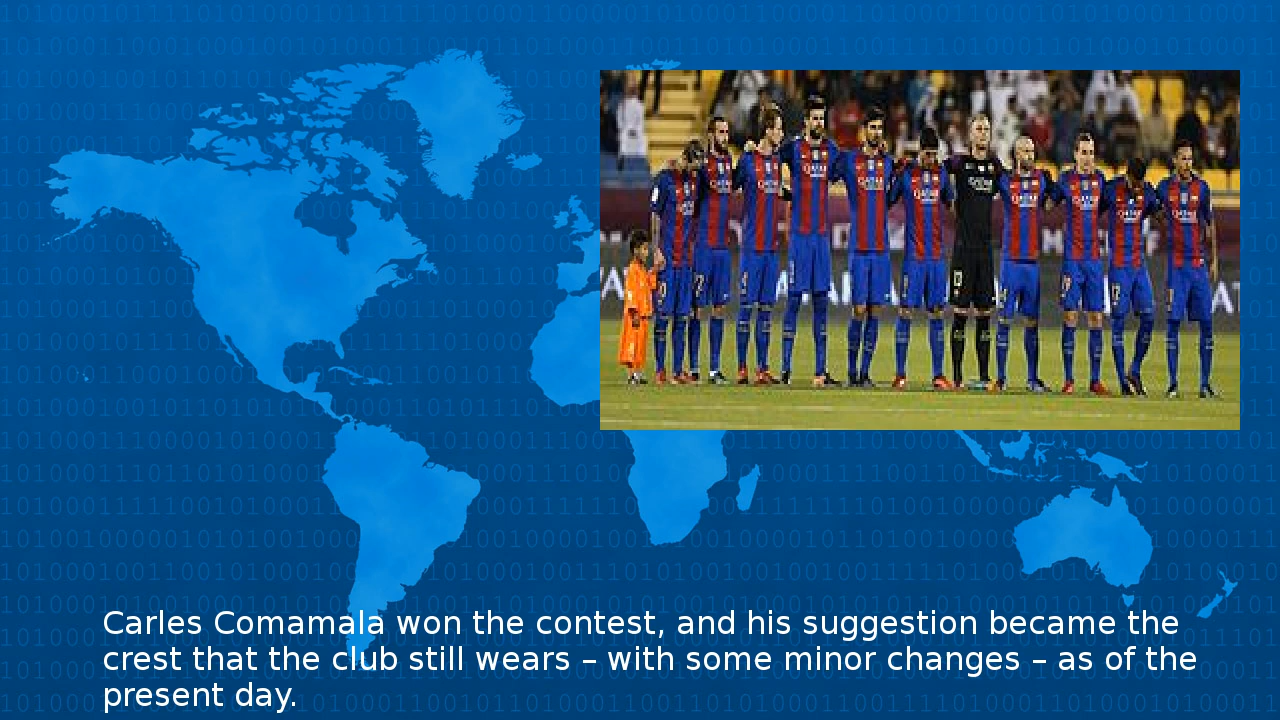 QATAR
Carles Comamala won the contest, and his suggestion became the
crest that the club still wears – with some minor changes – as of the
present day.